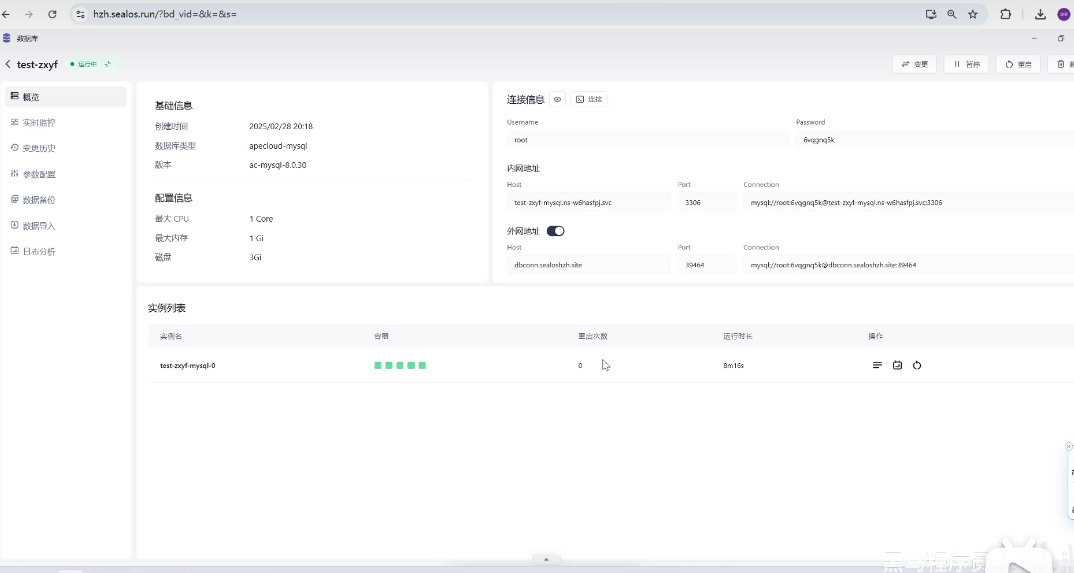 hzh.sealos.run/?bd_vid=&k=&s=
数据库
test-zxyf 运行中 变更 暂停 重启
概览
实时监控
变更历史
参数配置
数据备份
数据导入
日志分析
基础信息
创建时间 2025/02/28 20:18
数据库类型 apecloud-mysql
版本 ac-mysql-8.0.30
配置信息
最大 CPU 1 Core
最大内存 1 Gi
磁盘 3Gi
连接信息 连接
Username Password
root 6vqgnq5k
内网地址
Host Port Connection
test-zxyf-mysql.ns-w6hasfpj.svc 3306 mysql://root:6vqgnq5k@test-zxyf-mysql.ns-w6hasfpj.svc:3306
外网地址
Host Port Connection
dbconn.sealoshzh.site 39464 mysql://root:6vqgnq5k@dbconn.sealoshzh.site:39464
实例列表
实例名 容器 重启次数 运行时长 操作
test-zxyf-mysql-0 0 8m16s
黑马程序员